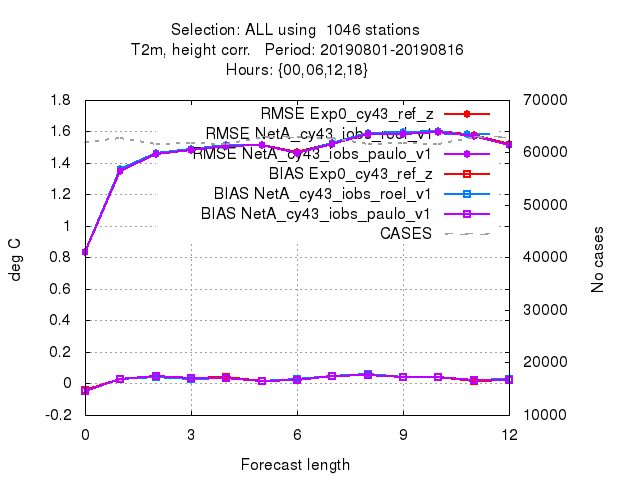 Selection: ALL using 1046 stations
T2m, height corr. Period: 20190801-20190816
Hours: {00,06,12,18}
1.8
1.6
1.4
1.2
1
0.8
0.6
0.4
0.2
0
-0.2
deg C
70000
60000
50000
40000
30000
20000
10000
No cases
RMSE Exp0_cy43_ref_z
RMSE NetA_cy43_iobs_roel_v1
RMSE NetA_cy43_iobs_paulo_v1
BIAS Exp0_cy43_ref_z
BIAS NetA_cy43_iobs_roel_v1
BIAS NetA_cy43_iobs_paulo_v1
CASES
0 3 6 9 12
Forecast length